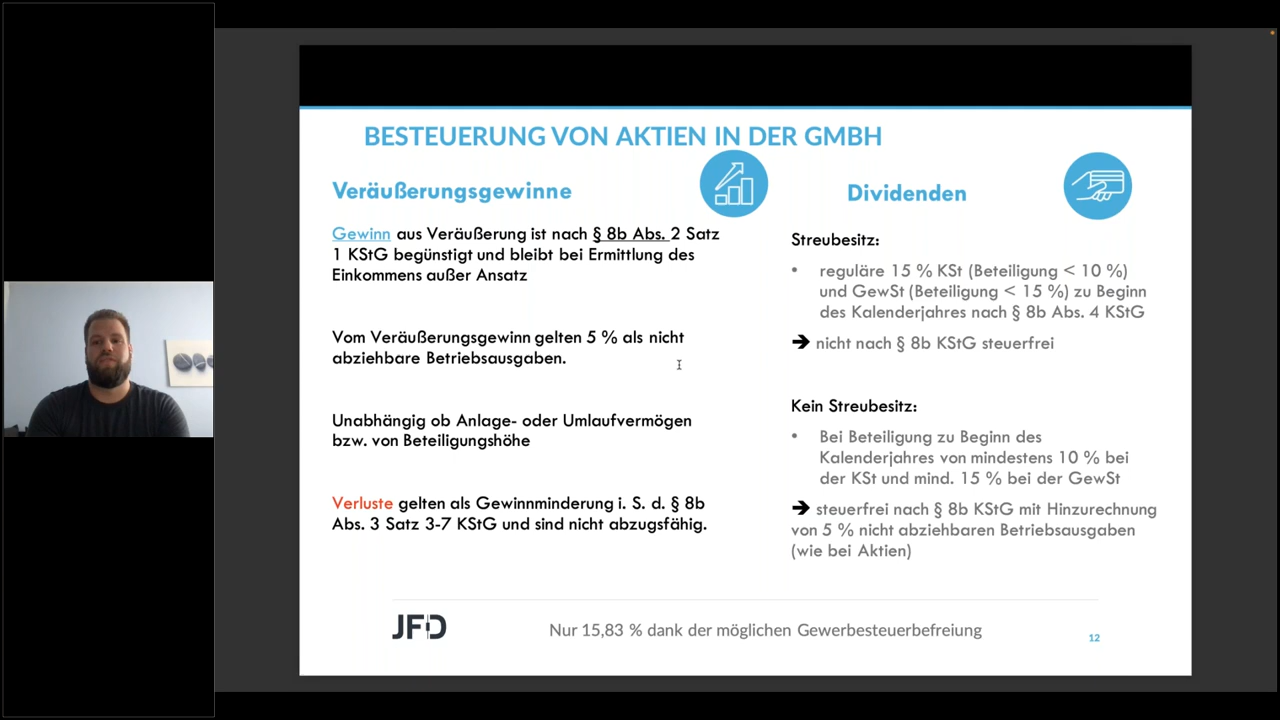 BESTEUERUNG VON AKTIEN IN DER GMBH
Veräußerungsgewinne
Gewinn aus Veräußerung ist nach § 8b Abs. 2 Satz
1 KStG begünstigt und bleibt bei Ermittlung des
Einkommens außer Ansatz
Vom Veräußerungsgewinn gelten 5 % als nicht
abziehbare Betriebsausgaben.
Unabhängig ob Anlage- oder Umlaufvermögen
bzw. von Beteiligungshöhe
Verluste gelten als Gewinnminderung i. S. d. § 8b
Abs. 3 Satz 3-7 KStG und sind nicht abzugsfähig.
Dividenden
Streubesitz:
• reguläre 15 % KSt (Beteiligung < 10 %)
und GewSt (Beteiligung < 15 %) zu Beginn
des Kalenderjahres nach § 8b Abs. 4 KStG
➔ nicht nach § 8b KStG steuerfrei
Kein Streubesitz:
• Bei Beteiligung zu Beginn des
Kalenderjahres von mindestens 10 % bei
der KSt und mind. 15 % bei der GewSt
➔ steuerfrei nach § 8b KStG mit Hinzurechnung
von 5 % nicht abziehbaren Betriebsausgaben
(wie bei Aktien)
JFD
Nur 15,83 % dank der möglichen Gewerbesteuerbefreiung
12